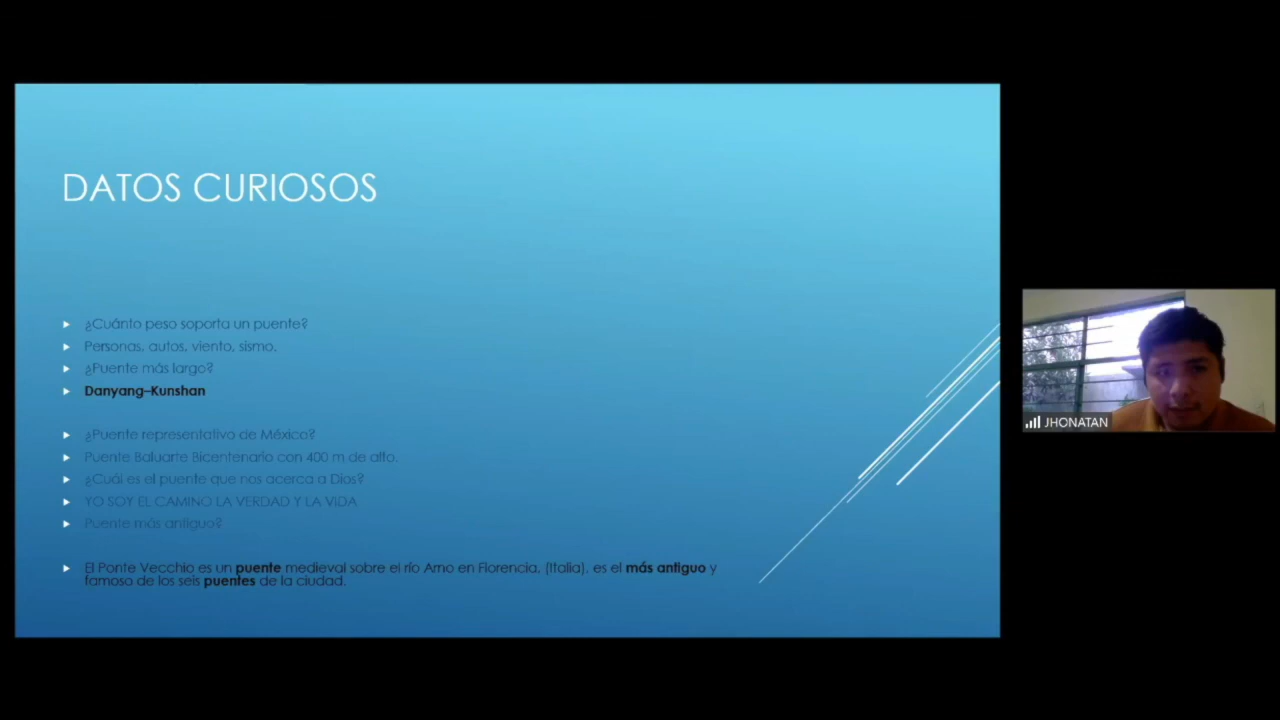 DATOS CURIOSOS
¿Cuánto peso soporta un puente?
Personas, autos, viento, sismo.
¿Puente más largo?
Danyang–Kunshan
¿Puente representativo de México?
Puente Baluarte Bicentenario con 400 m de alto.
¿Cuál es el puente que nos acerca a Dios?
YO SOY EL CAMINO LA VERDAD Y LA VIDA
Puente más antiguo?
El Ponte Vecchio es un puente medieval sobre el río Arno en Florencia, (Italia), es el más antiguo y
famoso de los seis puentes de la ciudad.
JHONATAN